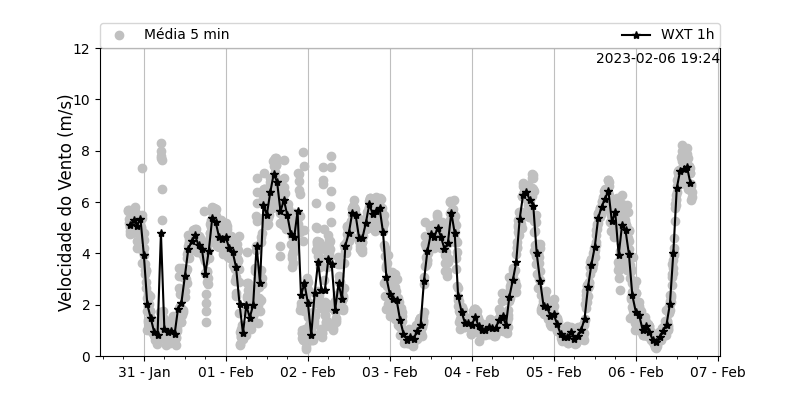 Média 5 min
WXT 1h
2023-02-06 19:24
Velocidade do Vento (m/s)
12
10
8
6
4
2
0
31 - Jan
01 - Feb
02 - Feb
03 - Feb
04 - Feb
05 - Feb
06 - Feb
07 - Feb